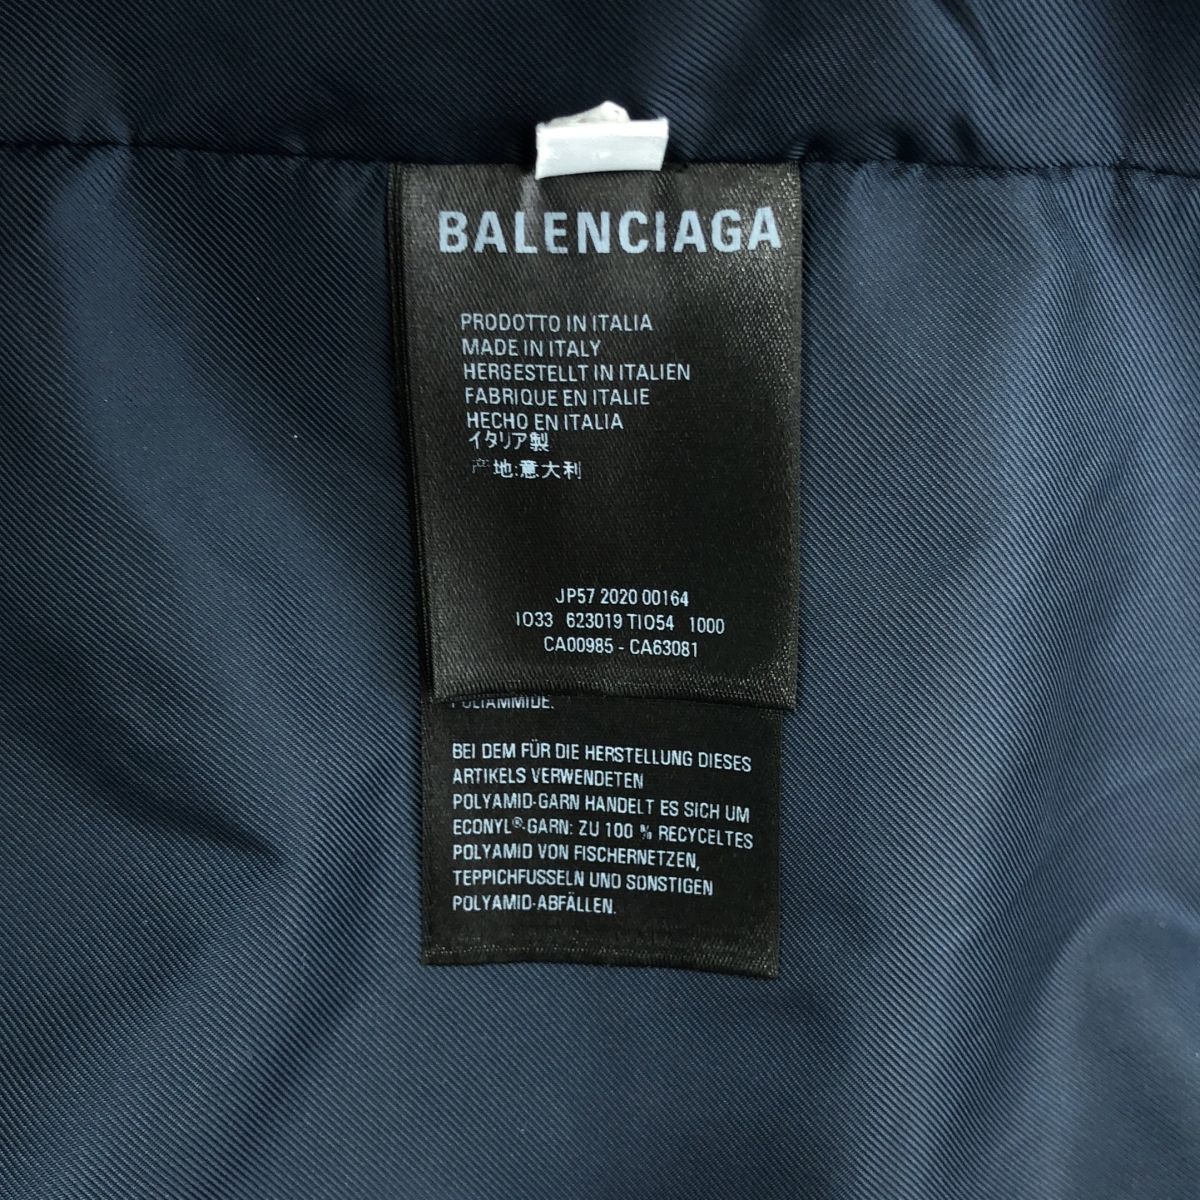 BALENCIAGA
PRODOTTO IN ITALIA
MADE IN ITALY
HERGESTELLT IN ITALIEN
FABRIQUE EN ITALIE
HECHO EN ITALIA
イタリア製
产地:意大利
JP57 2020 00164
IO33 623019 TIO54 1000
CA00985 - CA63081
POLIAMMIDE.
BEI DEM FÜR DIE HERSTELLUNG DIESES
ARTIKELS VERWENDETEN
POLYAMID-GARN HANDELT ES SICH UM
ECONYL®-GARN: ZU 100 % RECYCELTES
POLYAMID VON FISCHERNETZEN,
TEPPICHFUSSELN UND SONSTIGEN
POLYAMID-ABFÄLLEN.